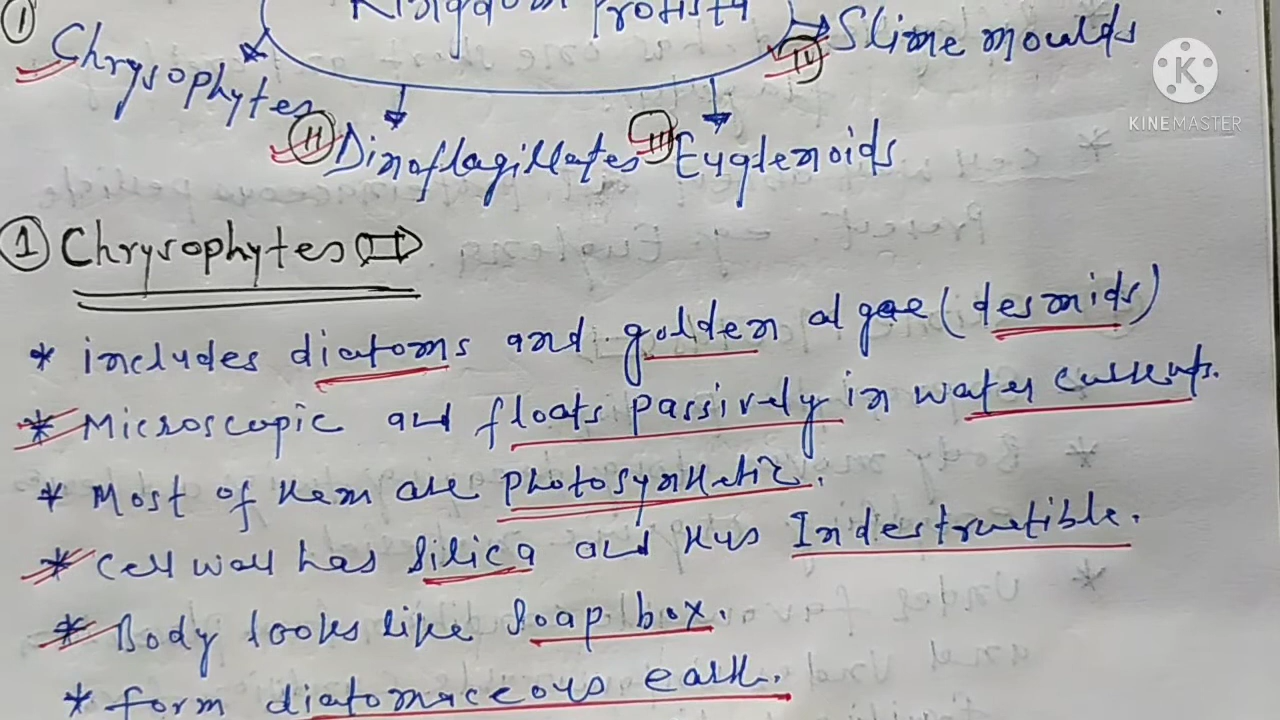 Kingdom Protista
I Chrysophytes
IV Slime moulds
II Dinoflagillates
III Euglenoids
KINEMASTER
1 Chrysophytes
* includes diatoms and golden algae (desmids)
* Microscopic and floats passively in water currents.
* Most of them are photosynthetic.
* Cell wall has silica and thus Indestructible.
* Body looks like Soap box.
* form diatomaceous earth.